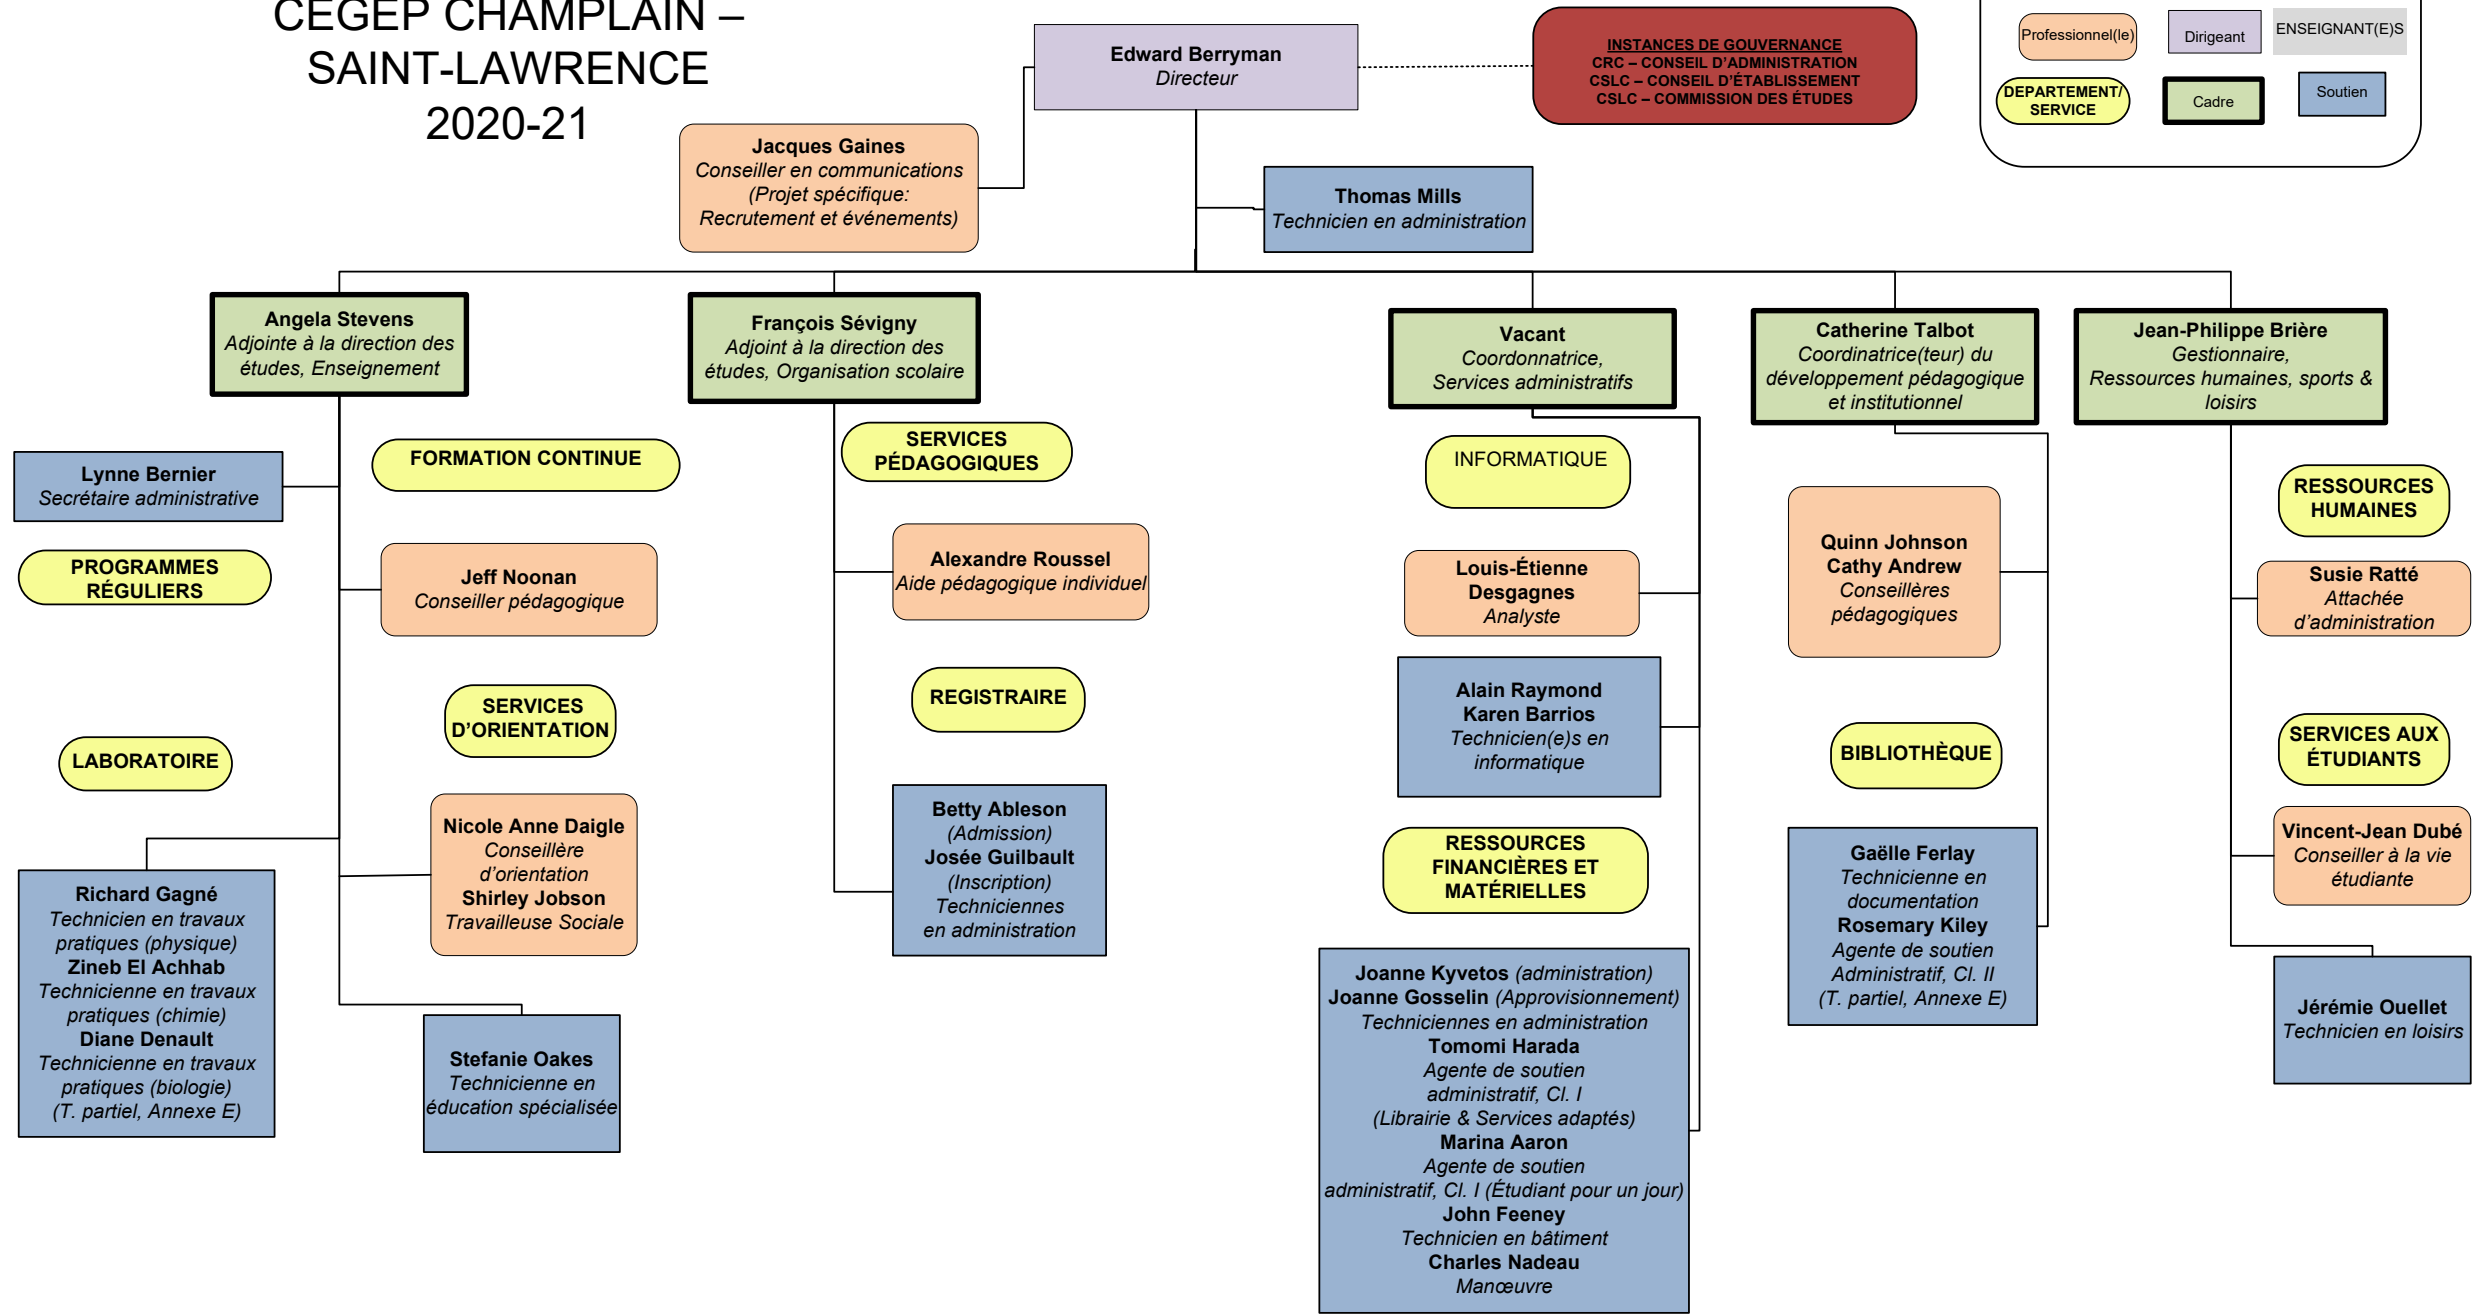 CEGEP CHAMPLAIN –
SAINT-LAWRENCE
2020-21
Edward Berryman
Directeur
INSTANCES DE GOUVERNANCE
CRC – CONSEIL D'ADMINISTRATION
CSLC – CONSEIL D'ÉTABLISSEMENT
CSLC – COMMISSION DES ÉTUDES
Professionnel(le)
Dirigeant
ENSEIGNANT(E)S
DEPARTEMENT/
SERVICE
Cadre
Soutien
Jacques Gaines
Conseiller en communications
(Projet spécifique:
Recrutement et événements)
Thomas Mills
Technicien en administration
Angela Stevens
Adjointe à la direction des
études, Enseignement
François Sévigny
Adjoint à la direction des
études, Organisation scolaire
Vacant
Coordonnatrice,
Services administratifs
Catherine Talbot
Coordinatrice(teur) du
développement pédagogique
et institutionnel
Jean-Philippe Brière
Gestionnaire,
Ressources humaines, sports &
loisirs
Lynne Bernier
Secrétaire administrative
PROGRAMMES
RÉGULIERS
LABORATOIRE
Richard Gagné
Technicien en travaux
pratiques (physique)
Zineb El Achhab
Technicienne en travaux
pratiques (chimie)
Diane Denault
Technicienne en travaux
pratiques (biologie)
(T. partiel, Annexe E)
FORMATION CONTINUE
Jeff Noonan
Conseiller pédagogique
SERVICES
D'ORIENTATION
Nicole Anne Daigle
Conseillère
d'orientation
Shirley Jobson
Travailleuse Sociale
Stefanie Oakes
Technicienne en
éducation spécialisée
SERVICES
PÉDAGOGIQUES
Alexandre Roussel
Aide pédagogique individuel
REGISTRAIRE
Betty Ableson
(Admission)
Josée Guilbault
(Inscription)
Techniciennes
en administration
INFORMATIQUE
Louis-Étienne
Desgagnes
Analyste
Alain Raymond
Karen Barrios
Technicien(e)s en
informatique
RESSOURCES
FINANCIÈRES ET
MATÉRIELLES
Joanne Kyvetos (administration)
Joanne Gosselin (Approvisionnement)
Techniciennes en administration
Tomomi Harada
Agente de soutien
administratif, Cl. I
(Librairie & Services adaptés)
Marina Aaron
Agente de soutien
administratif, Cl. I (Étudiant pour un jour)
John Feeney
Technicien en bâtiment
Charles Nadeau
Manœuvre
Quinn Johnson
Cathy Andrew
Conseillères
pédagogiques
BIBLIOTHÈQUE
Gaëlle Ferlay
Technicienne en
documentation
Rosemary Kiley
Agente de soutien
Administratif, Cl. II
(T. partiel, Annexe E)
RESSOURCES
HUMAINES
Susie Ratté
Attachée
d'administration
SERVICES AUX
ÉTUDIANTS
Vincent-Jean Dubé
Conseiller à la vie
étudiante
Jérémie Ouellet
Technicien en loisirs